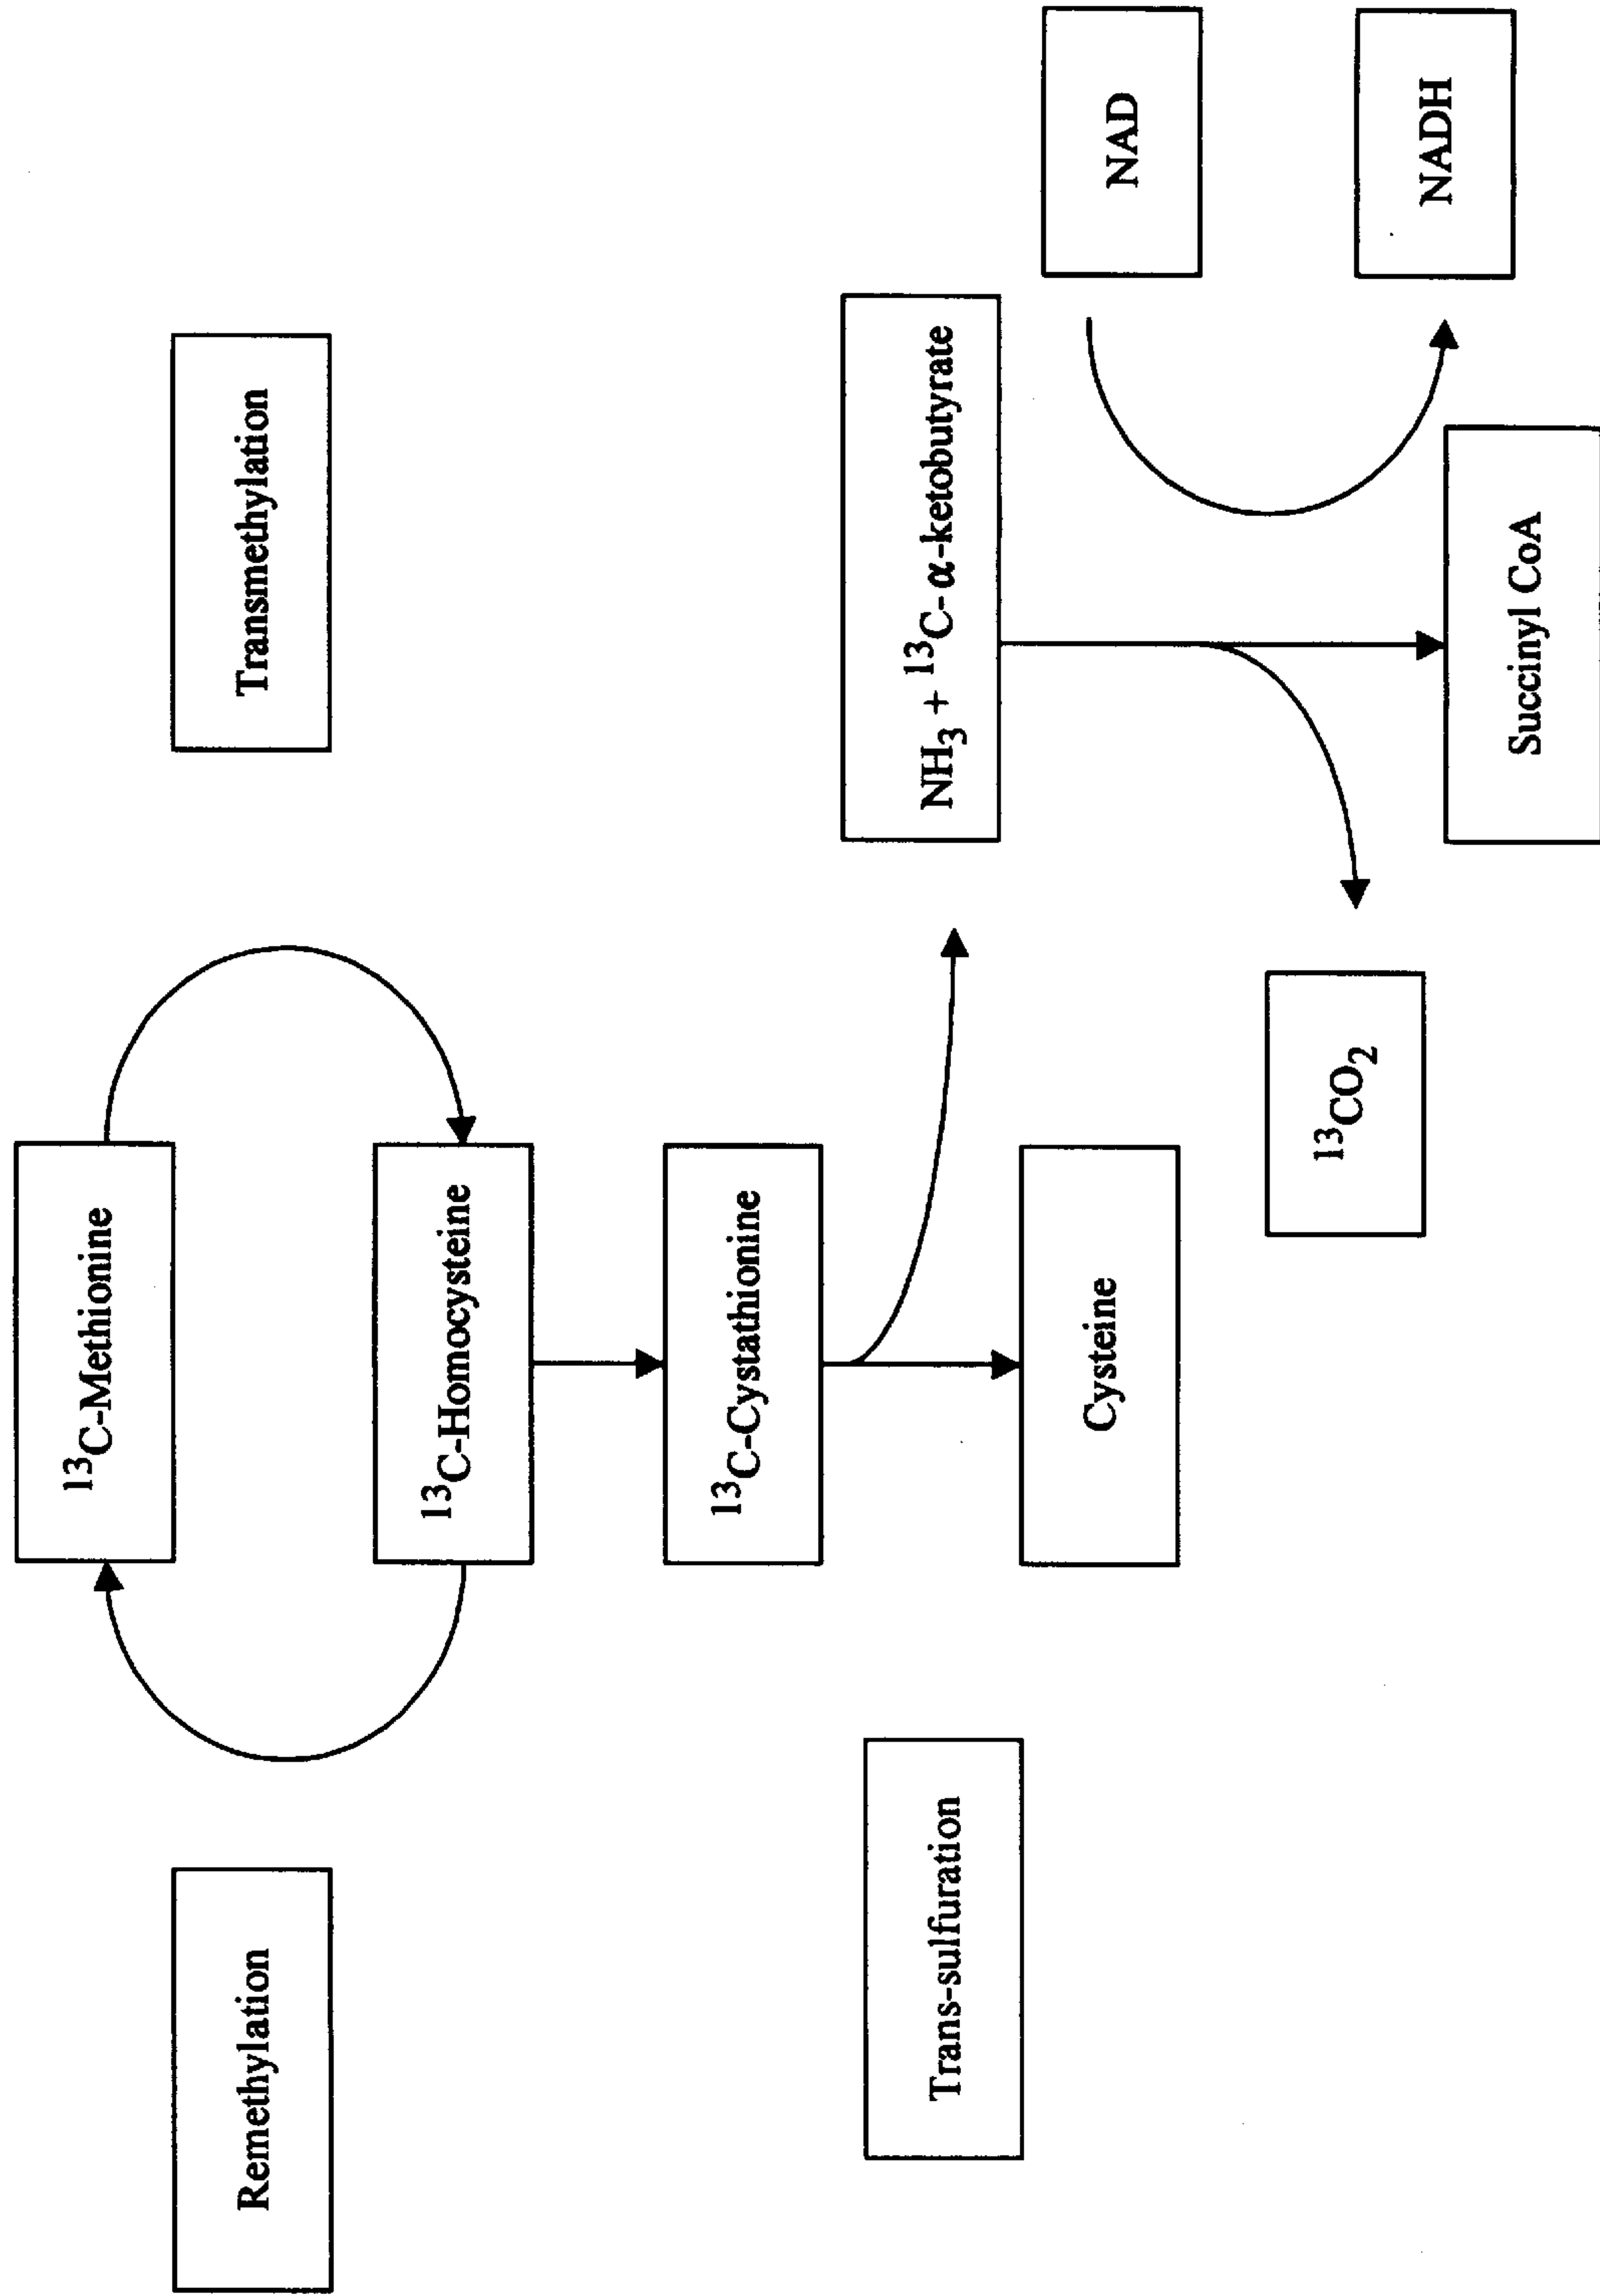 ¹³C-Methionine
Remethylation
Transmethylation
¹³C-Homocysteine
¹³C-Cystathionine
Trans-sulfuration
NH₃ + ¹³C-α-ketobutyrate
Cysteine
NAD
¹³CO₂
NADH
Succinyl CoA